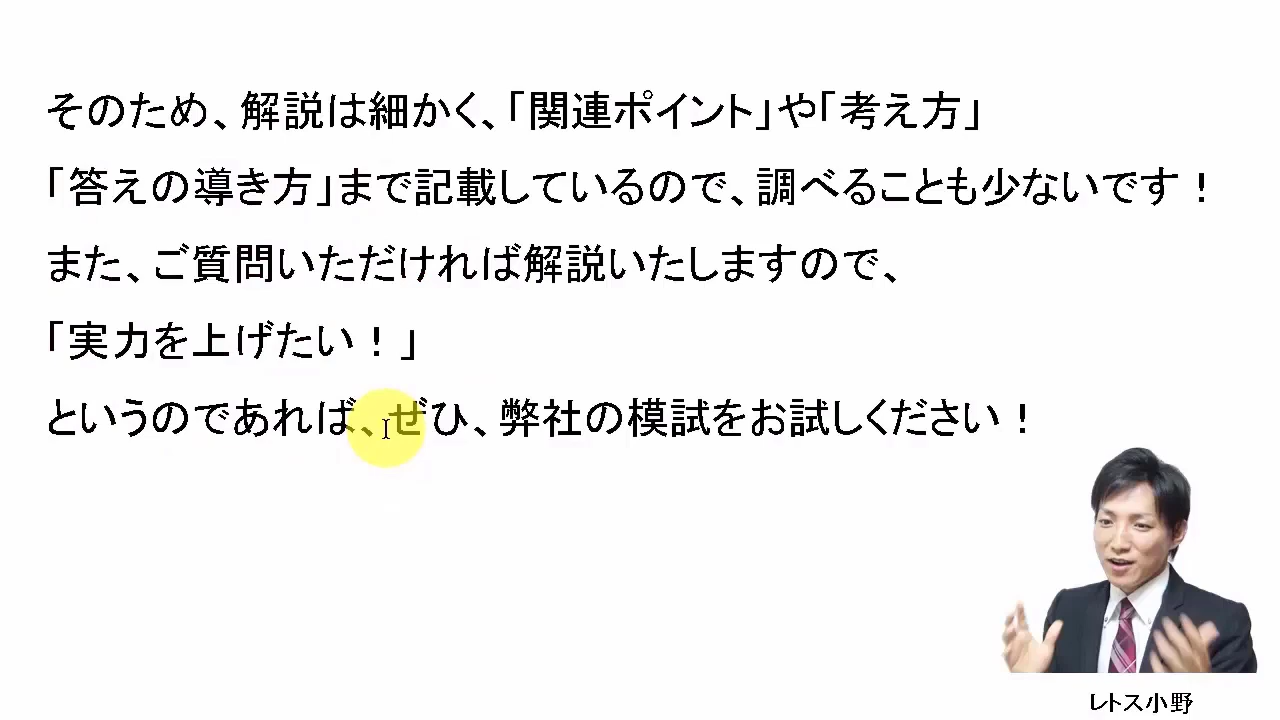 そのため、解説は細かく、「関連ポイント」や「考え方」
「答えの導き方」まで記載しているので、調べることも少ないです！
また、ご質問いただければ解説いたしますので、
「実力を上げたい！」
というのであれば、ぜひ、弊社の模試をお試しください！
レトス小野